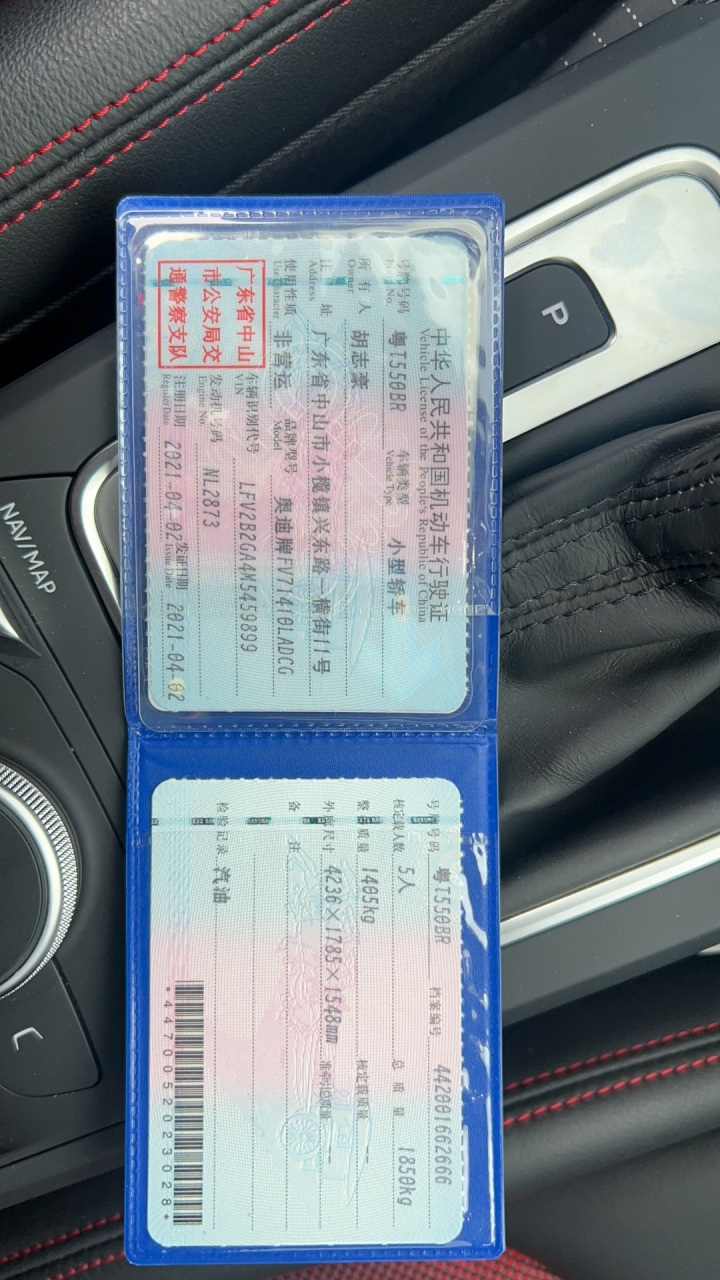 中华人民共和国机动车行驶证
Vehicle License of the People's Republic of China
号牌号码 粤T550BR 车辆类型 小型轿车
Plate No. Vehicle Type
所有人 胡志豪
Owner
住址 广东省中山市小榄镇兴东路一横街11号
Address
使用性质 非营运 品牌型号 奥迪牌FV71410LADCG
Use Character Model
广东省中山
市公安局交
通警察支队
车辆识别代号 LFV2B2GA4M5459899
VIN
发动机号码 NL2873
Engine No.
注册日期 2021-04-02 发证日期 2021-04-02
Register Date Issue Date
号牌号码 粤T550BR 档案编号 442001662666
核定载人数 5人 总质量 1850kg
整备质量 1405kg 核定载质量 --
外廓尺寸 4236×1785×1548mm 准牵引总质量 --
备注
检验记录 汽油
*4470052023028*
P
NAV/MAP